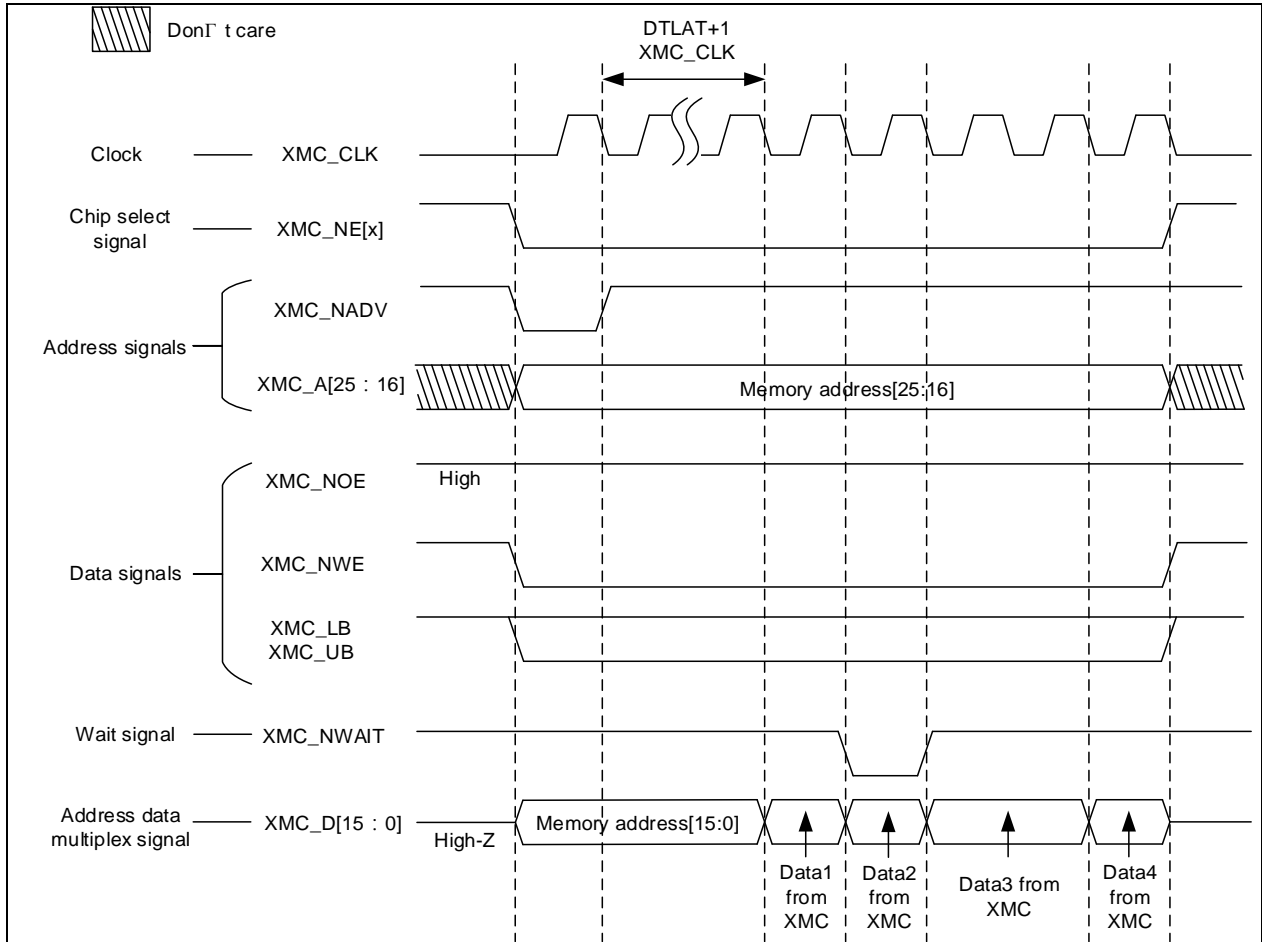 DonΓ t care
DTLAT+1
XMC_CLK
Clock
XMC_CLK
Chip select
signal
XMC_NE[x]
Address signals
XMC_NADV
XMC_A[25 : 16]
Memory address[25:16]
Data signals
XMC_NOE
High
XMC_NWE
XMC_LB
XMC_UB
Wait signal
XMC_NWAIT
Address data
multiplex signal
XMC_D[15 : 0]
High-Z
Memory address[15:0]
Data1
from
XMC
Data2
from
XMC
Data3 from
XMC
Data4
from
XMC